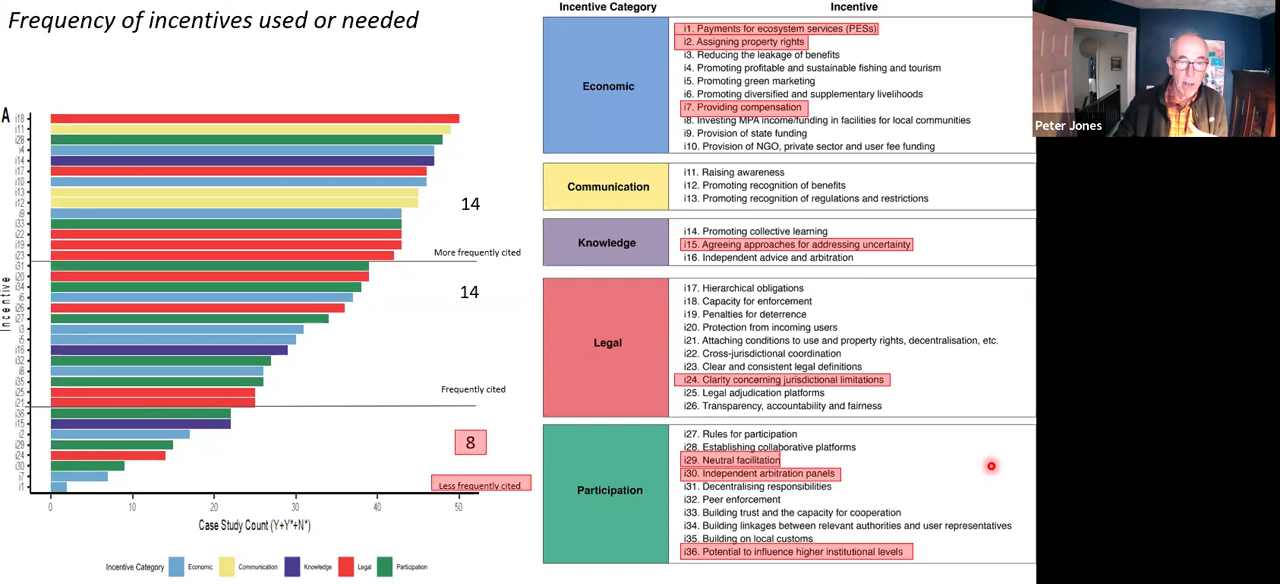 Frequency of incentives used or needed
A
i18
i11
i28
i4
i14
i17
i10
i13
i12
i9
i33
i22
i19
i23
i31
i20
i34
i6
i26
i27
i3
i5
i16
i32
i8
i35
i25
i21
i36
i15
i2
i29
i24
i30
i7
i1
Incentive
14
More frequently cited
14
Frequently cited
8
Less frequently cited
0 10 20 30 40 50
Case Study Count (Y+Y*+N*)
Incentive Category Economic Communication Knowledge Legal Participation
Incentive Category Incentive
Economic
i1. Payments for ecosystem services (PESs)
i2. Assigning property rights
i3. Reducing the leakage of benefits
i4. Promoting profitable and sustainable fishing and tourism
i5. Promoting green marketing
i6. Promoting diversified and supplementary livelihoods
i7. Providing compensation
i8. Investing MPA income/funding in facilities for local communities
i9. Provision of state funding
i10. Provision of NGO, private sector and user fee funding
Communication
i11. Raising awareness
i12. Promoting recognition of benefits
i13. Promoting recognition of regulations and restrictions
Knowledge
i14. Promoting collective learning
i15. Agreeing approaches for addressing uncertainty
i16. Independent advice and arbitration
Legal
i17. Hierarchical obligations
i18. Capacity for enforcement
i19. Penalties for deterrence
i20. Protection from incoming users
i21. Attaching conditions to use and property rights, decentralisation, etc.
i22. Cross-jurisdictional coordination
i23. Clear and consistent legal definitions
i24. Clarity concerning jurisdictional limitations
i25. Legal adjudication platforms
i26. Transparency, accountability and fairness
Participation
i27. Rules for participation
i28. Establishing collaborative platforms
i29. Neutral facilitation
i30. Independent arbitration panels
i31. Decentralising responsibilities
i32. Peer enforcement
i33. Building trust and the capacity for cooperation
i34. Building linkages between relevant authorities and user representatives
i35. Building on local customs
i36. Potential to influence higher institutional levels
Peter Jones